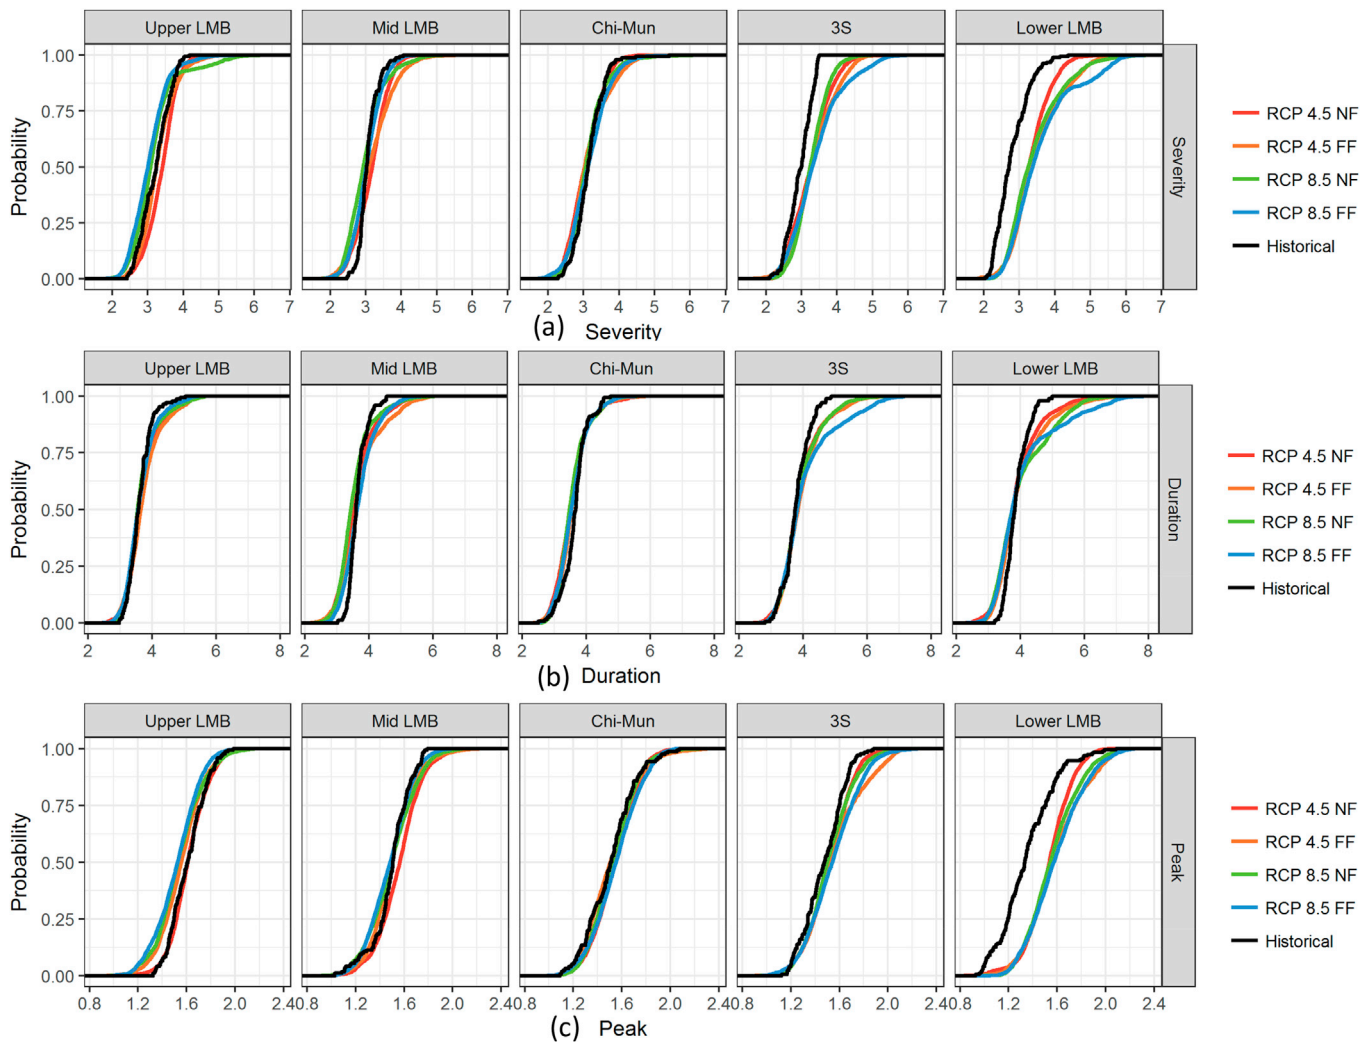 Upper LMB Mid LMB Chi-Mun 3S Lower LMB
1.00
0.75
0.50
0.25
0.00
Probability
Severity
2 3 4 5 6 7 2 3 4 5 6 7 2 3 4 5 6 7 2 3 4 5 6 7 2 3 4 5 6 7
(a) Severity
RCP 4.5 NF
RCP 4.5 FF
RCP 8.5 NF
RCP 8.5 FF
Historical
Upper LMB Mid LMB Chi-Mun 3S Lower LMB
1.00
0.75
0.50
0.25
0.00
Probability
Duration
2 4 6 8 2 4 6 8 2 4 6 8 2 4 6 8 2 4 6 8
(b) Duration
RCP 4.5 NF
RCP 4.5 FF
RCP 8.5 NF
RCP 8.5 FF
Historical
Upper LMB Mid LMB Chi-Mun 3S Lower LMB
1.00
0.75
0.50
0.25
0.00
Probability
Peak
0.8 1.2 1.6 2.0 2.4 0.8 1.2 1.6 2.0 2.4 0.8 1.2 1.6 2.0 2.4 0.8 1.2 1.6 2.0 2.4 0.8 1.2 1.6 2.0 2.4
(c) Peak
RCP 4.5 NF
RCP 4.5 FF
RCP 8.5 NF
RCP 8.5 FF
Historical